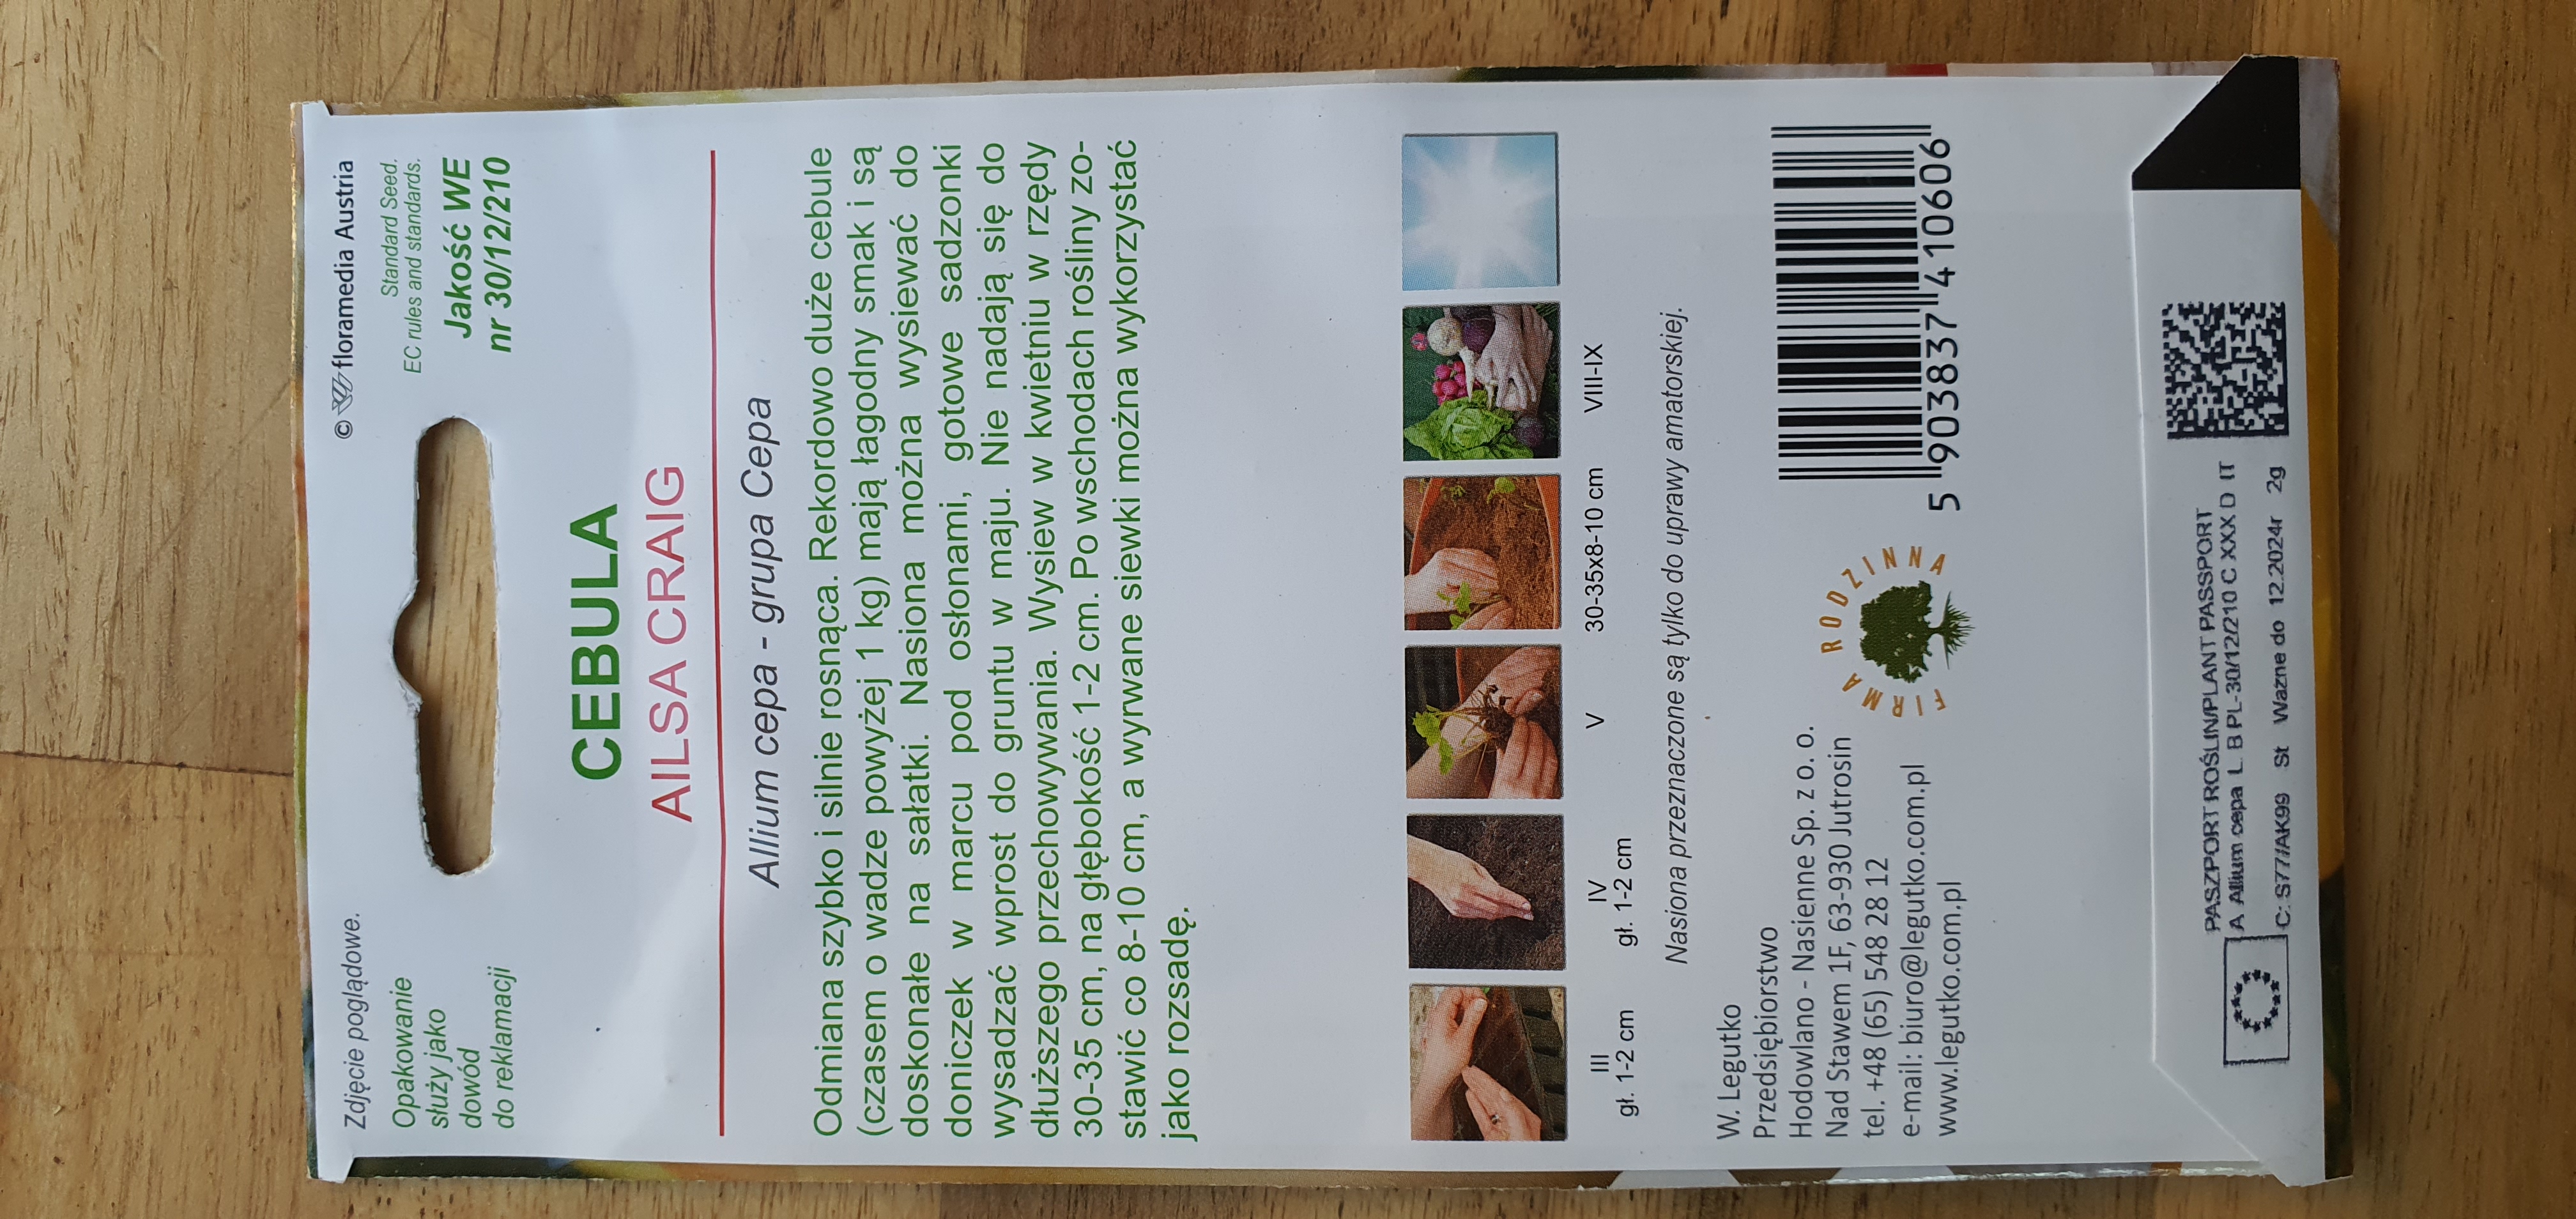 Zdjęcie poglądowe.
© floramedia Austria
Opakowanie
służy jako
dowód
do reklamacji
Standard Seed.
EC rules and standards.
Jakość WE
nr 30/12/210
CEBULA
AILSA CRAIG
Allium cepa - grupa Cepa
Odmiana szybko i silnie rosnąca. Rekordowo duże cebule
(czasem o wadze powyżej 1 kg) mają łagodny smak i są
doskonałe na sałatki. Nasiona można wysiewać do
doniczek w marcu pod osłonami, gotowe sadzonki
wysadzać wprost do gruntu w maju. Nie nadają się do
dłuższego przechowywania. Wysiew w kwietniu w rzędy
30-35 cm, na głębokość 1-2 cm. Po wschodach rośliny zo-
stawić co 8-10 cm, a wyrwane siewki można wykorzystać
jako rozsadę.
III
gł. 1-2 cm
IV
gł. 1-2 cm
V
30-35x8-10 cm
VIII-IX
Nasiona przeznaczone są tylko do uprawy amatorskiej.
W. Legutko
Przedsiębiorstwo
Hodowlano - Nasienne Sp. z o. o.
Nad Stawem 1F, 63-930 Jutrosin
tel. +48 (65) 548 28 12
e-mail: biuro@legutko.com.pl
www.legutko.com.pl
FIRMA RODZINNA
5 903837 410606
PASZPORT ROŚLIN/PLANT PASSPORT
A Allium cepa L. B PL-30/12/210 C XXX D IT
C: S77/AK99 St Ważne do 12.2024r 2g